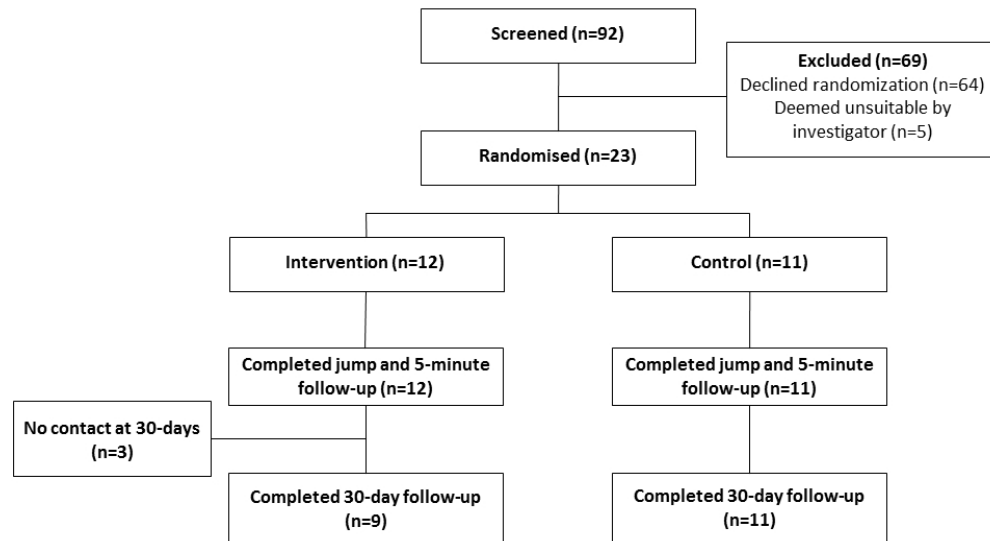 Screened (n=92)
Excluded (n=69)
Declined randomization (n=64)
Deemed unsuitable by
investigator (n=5)
Randomised (n=23)
Intervention (n=12)
Control (n=11)
Completed jump and 5-minute
follow-up (n=12)
Completed jump and 5-minute
follow-up (n=11)
No contact at 30-days
(n=3)
Completed 30-day follow-up
(n=9)
Completed 30-day follow-up
(n=11)